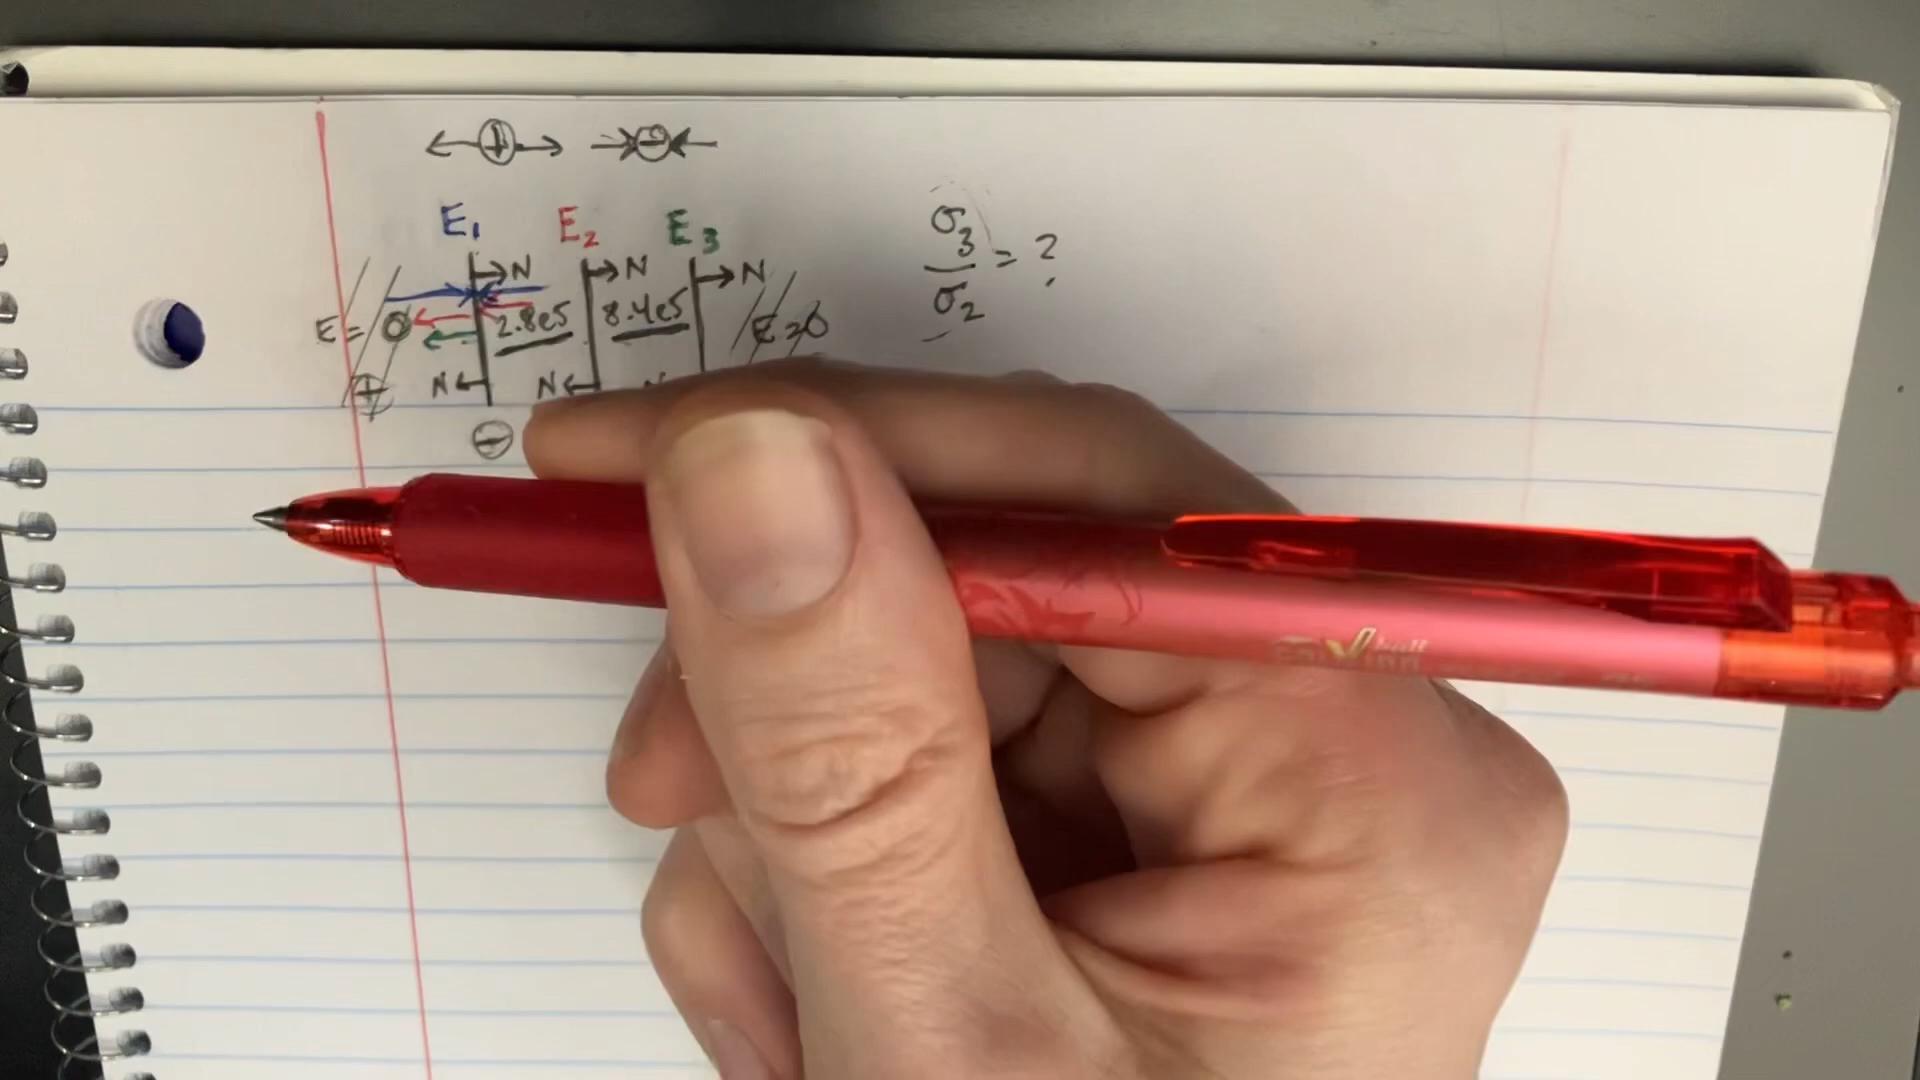 ← + → → - ←
E₁ E₂ E₃
N N N
E = 0 2.8e5 8.4e5 E = 0
+ N N N
-
σ₃/σ₂ = ?